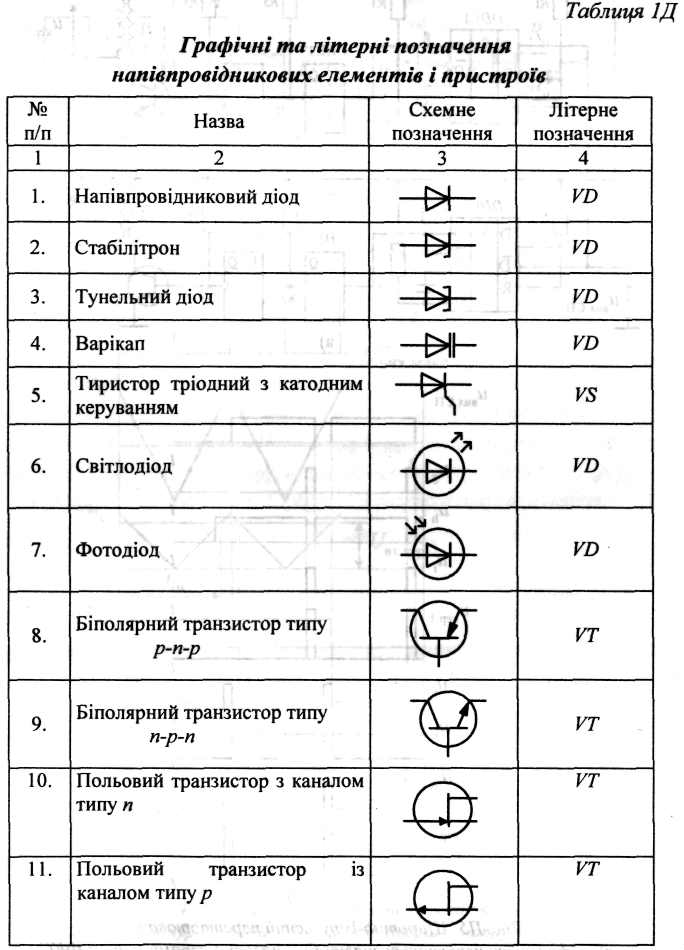 Таблиця 1Д
Графічні та літерні позначення
напівпровідникових елементів і пристроїв
№ п/п
Назва
Схемне позначення
Літерне позначення
1 2 3 4
1. Напівпровідниковий діод VD
2. Стабілітрон VD
3. Тунельний діод VD
4. Варікап VD
5. Тиристор тріодний з катодним
керуванням VS
6. Світлодіод VD
7. Фотодіод VD
8. Біполярний транзистор типу
p-n-p VT
9. Біполярний транзистор типу
n-p-n VT
10. Польовий транзистор з каналом VT
типу n
11. Польовий транзистор із VT
каналом типу p